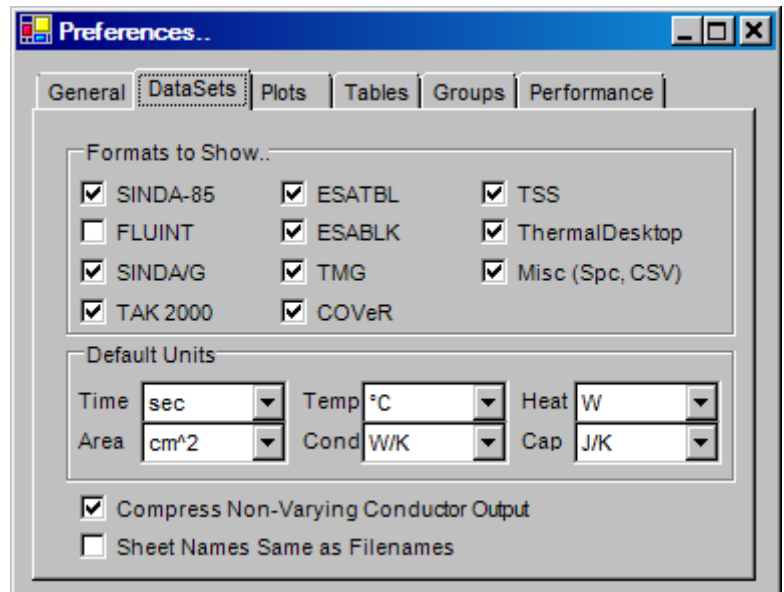 Preferences..
General DataSets Plots Tables Groups Performance
Formats to Show..
SINDA-85 ESATBL TSS
FLUINT ESABLK ThermalDesktop
SINDA/G TMG Misc (Spc, CSV)
TAK 2000 COVeR
Default Units
Time sec Temp °C Heat W
Area cm^2 Cond W/K Cap J/K
Compress Non-Varying Conductor Output
Sheet Names Same as Filenames